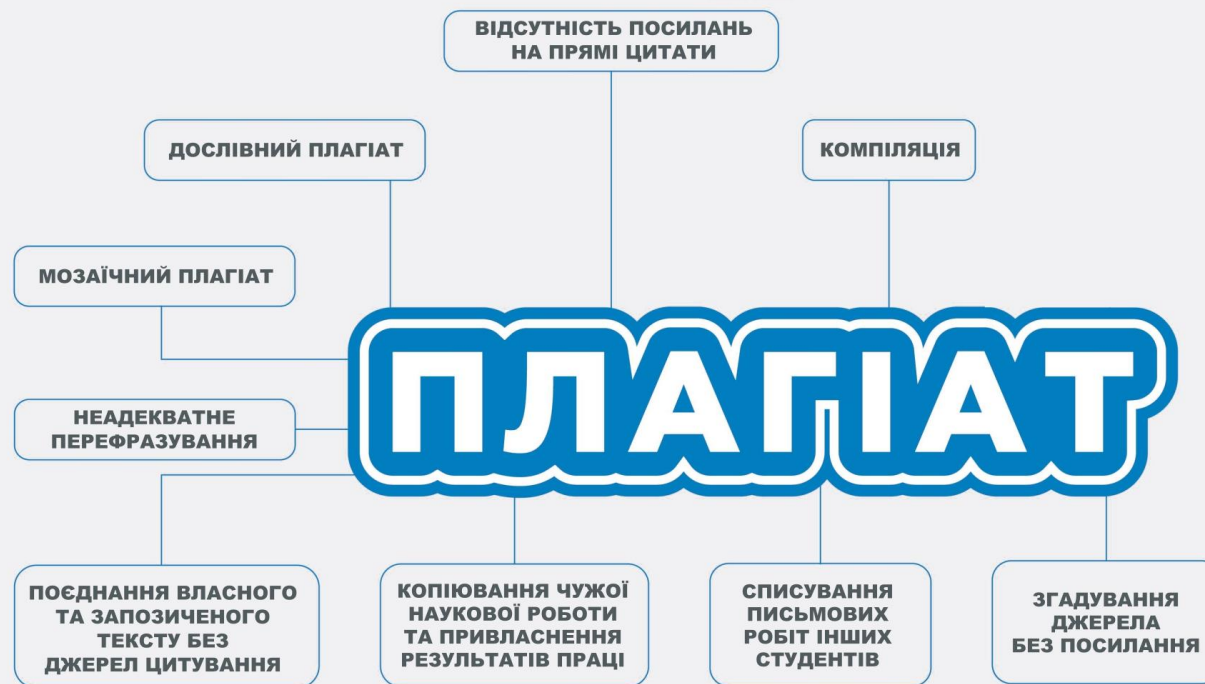 ВІДСУТНІСТЬ ПОСИЛАНЬ
НА ПРЯМІ ЦИТАТИ
ДОСЛІВНИЙ ПЛАГІАТ
КОМПІЛЯЦІЯ
МОЗАЇЧНИЙ ПЛАГІАТ
ПЛАГІАТ
НЕАДЕКВАТНЕ
ПЕРЕФРАЗУВАННЯ
ПОЄДНАННЯ ВЛАСНОГО
ТА ЗАПОЗИЧЕНОГО
ТЕКСТУ БЕЗ
ДЖЕРЕЛ ЦИТУВАННЯ
КОПІЮВАННЯ ЧУЖОЇ
НАУКОВОЇ РОБОТИ
ТА ПРИВЛАСНЕННЯ
РЕЗУЛЬТАТІВ ПРАЦІ
СПИСУВАННЯ
ПИСЬМОВИХ
РОБІТ ІНШИХ
СТУДЕНТІВ
ЗГАДУВАННЯ
ДЖЕРЕЛА
БЕЗ ПОСИЛАННЯ